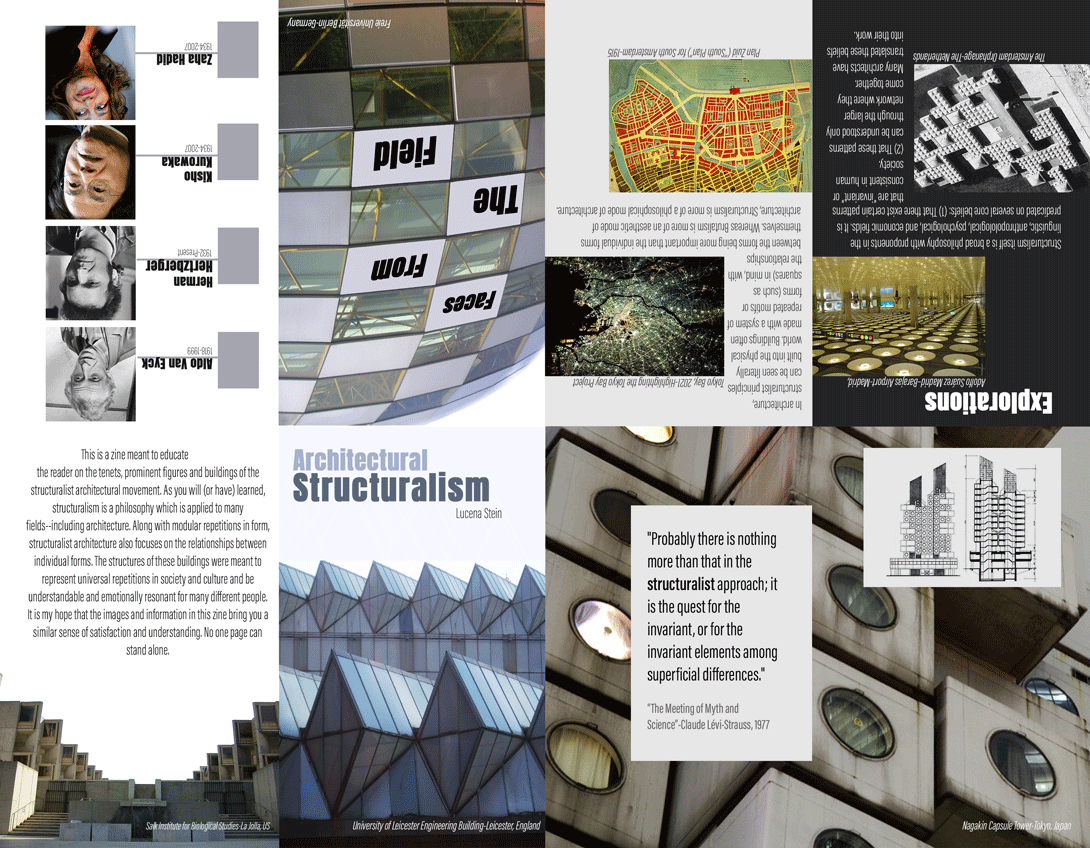 Architectural
Structuralism
Lucena Stein
University of Leicester Engineering Building-Leicester, England
"Probably there is nothing
more than that in the
structuralist approach; it
is the quest for the
invariant, or for the
invariant elements among
superficial differences."
"The Meeting of Myth and
Science"-Claude Lévi-Strauss, 1977
Nagakin Capsule Tower-Tokyo, Japan
Explorations
Adolfo Suárez Madrid-Barajas Airport-Madrid
Structuralism itself is a broad philosophy with proponents in the
linguistic, anthropolological, psychological, and economic fields. It is
predicated on several core beliefs: (1) That there exist certain patterns
that are "invariant" or
consistent in human
society.
(2) That these patterns
can be understood only
through the larger
network where they
come together.
Many architects have
translated these beliefs
into their work.
The Amsterdam Orphanage-The Netherlands
In architecture,
structuralist principles
can be seen literally
built into the physical
world. Buildings often
made with a system of
repeated motifs or
forms (such as
squares) in mind, with
the relationships
between the forms being more important than the individual forms
themselves. Whereas Brutalism is more of an aesthetic mode of
architecture, Structuralism is more of a philosophical mode of architecture.
Tokyo Bay, 2021-Highlighting the Tokyo Bay Project
Plan Zuid ("South Plan") for South Amsterdam-1915
Faces
From
The
Field
Freie Universität Berlin-Germany
Aldo Van Eyck
1918-1999
Herman
Hertzberger
1932-Present
Kisho
Kurowaka
1934-2007
Zaha Hadid
1934-2007
This is a zine meant to educate
the reader on the tenets, prominent figures and buildings of the
structuralist architectural movement. As you will (or have) learned,
structuralism is a philosophy which is applied to many
fields--including architecture. Along with modular repetitions in form,
structuralist architecture also focuses on the relationships between
individual forms. The structures of these buildings were meant to
represent universal repetitions in society and culture and be
understandable and emotionally resonant for many different people.
It is my hope that the images and information in this zine bring you a
similar sense of satisfaction and understanding. No one page can
stand alone.
Salk Institute for Biological Studies-La Jolla, US